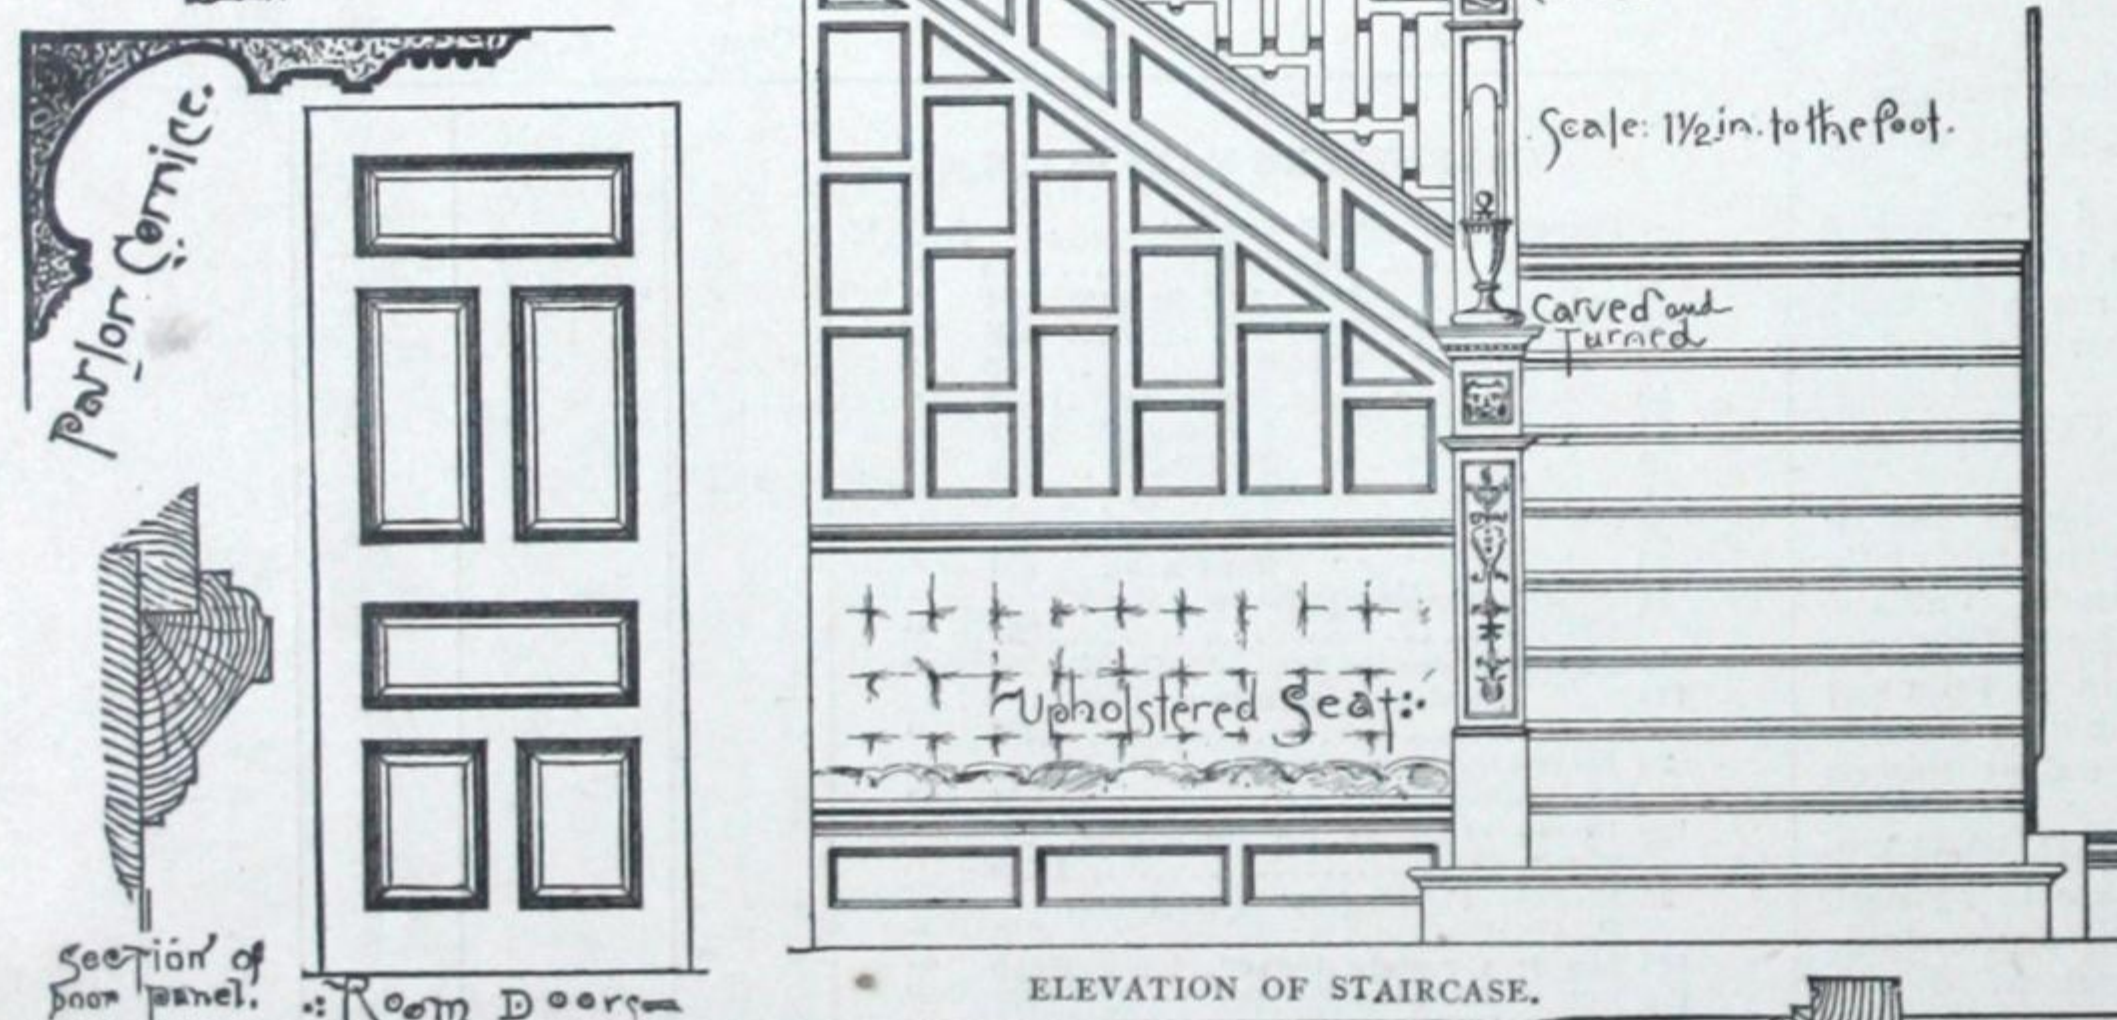 Parlor Cornice.
Scale: 1½ in. to the foot.
Carved and
Turned
Upholstered Seat:·
Section of
Door panel.
.: Room Doors
ELEVATION OF STAIRCASE.